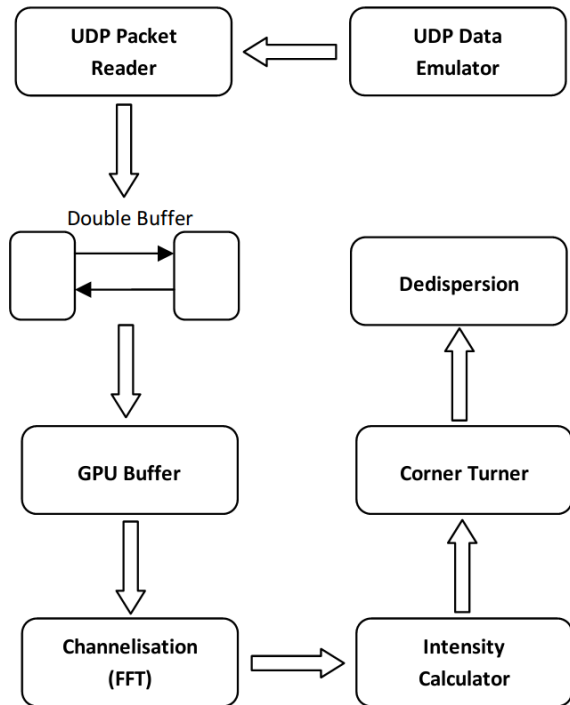 UDP Packet
Reader
UDP Data
Emulator
Double Buffer
Dedispersion
GPU Buffer
Corner Turner
Channelisation
(FFT)
Intensity
Calculator